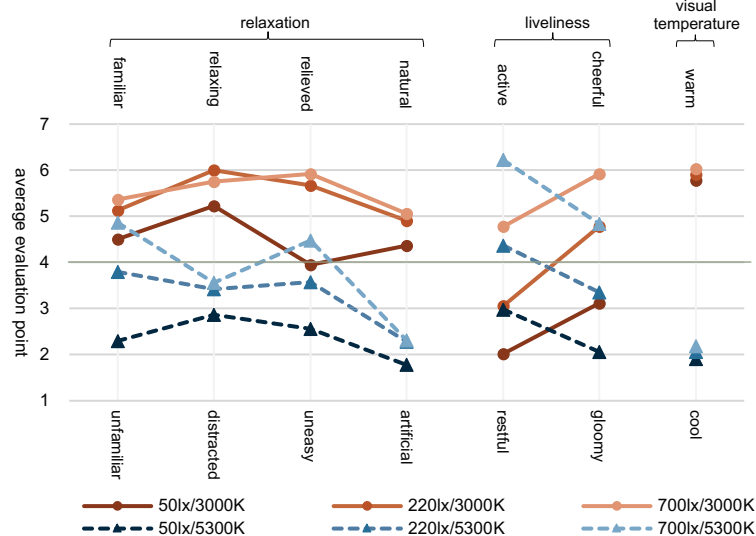 relaxation
liveliness
visual
temperature
familiar
relaxing
relieved
natural
active
cheerful
warm
average evaluation point
7
6
5
4
3
2
1
unfamiliar
distracted
uneasy
artificial
restful
gloomy
cool
50lx/3000K
220lx/3000K
700lx/3000K
50lx/5300K
220lx/5300K
700lx/5300K